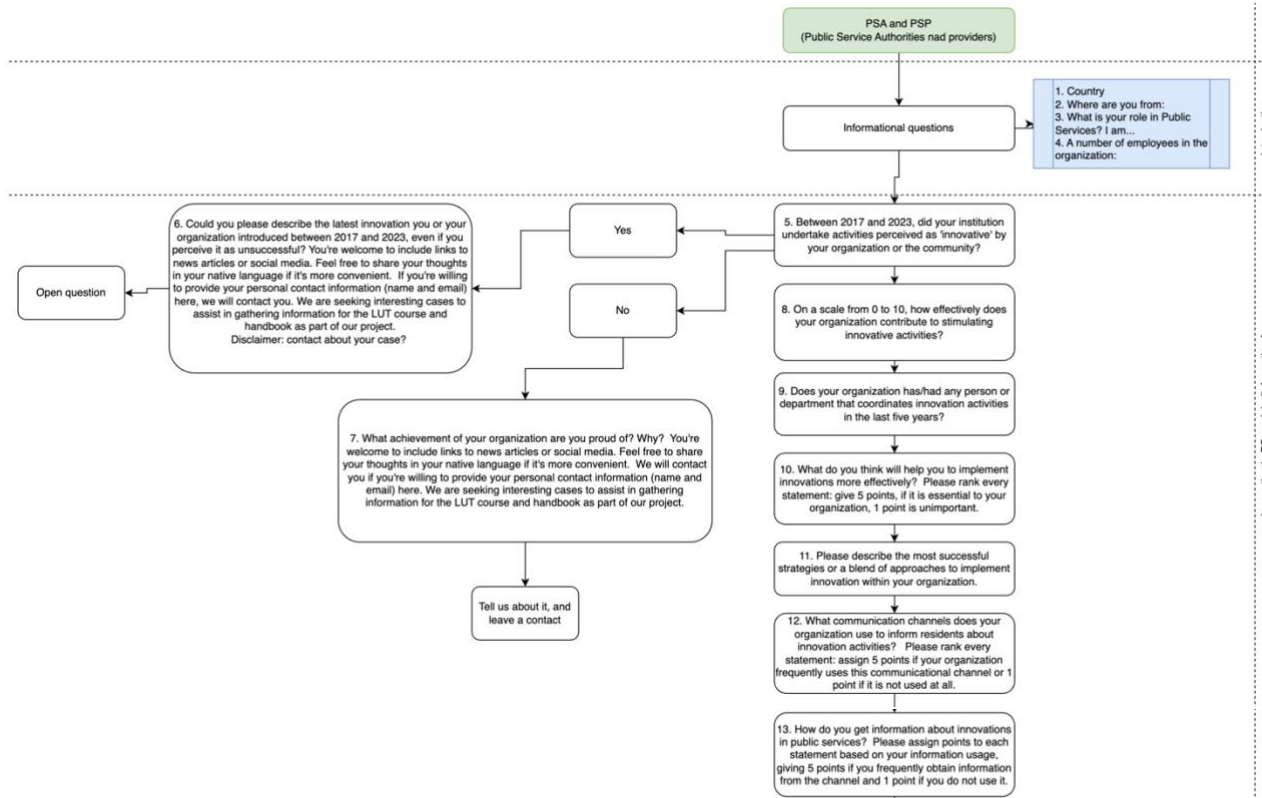 PSA and PSP
(Public Service Authorities nad providers)
Informational questions
1. Country
2. Where are you from:
3. What is your role in Public
Services? I am...
4. A number of employees in the
organization:
6. Could you please describe the latest innovation you or your
organization introduced between 2017 and 2023, even if you
perceive it as unsuccessful? You're welcome to include links to
news articles or social media. Feel free to share your thoughts
in your native language if it's more convenient. If you're willing
to provide your personal contact information (name and email)
here, we will contact you. We are seeking interesting cases to
assist in gathering information for the LUT course and
handbook as part of our project.
Disclaimer: contact about your case?
Open question
Yes
No
5. Between 2017 and 2023, did your institution
undertake activities perceived as 'innovative' by
your organization or the community?
8. On a scale from 0 to 10, how effectively does
your organization contribute to stimulating
innovative activities?
9. Does your organization has/had any person or
department that coordinates innovation activities
in the last five years?
7. What achievement of your organization are you proud of? Why? You're
welcome to include links to news articles or social media. Feel free to share
your thoughts in your native language if it's more convenient. We will contact
you if you're willing to provide your personal contact information (name and
email) here. We are seeking interesting cases to assist in gathering
information for the LUT course and handbook as part of our project.
Tell us about it, and
leave a contact
10. What do you think will help you to implement
innovations more effectively? Please rank every
statement: give 5 points, if it is essential to your
organization, 1 point is unimportant.
11. Please describe the most successful
strategies or a blend of approaches to implement
innovation within your organization.
12. What communication channels does your
organization use to inform residents about
innovation activities? Please rank every
statement: assign 5 points if your organization
frequently uses this communicational channel or 1
point if it is not used at all.
13. How do you get information about innovations
in public services? Please assign points to each
statement based on your information usage,
giving 5 points if you frequently obtain information
from the channel and 1 point if you do not use it.